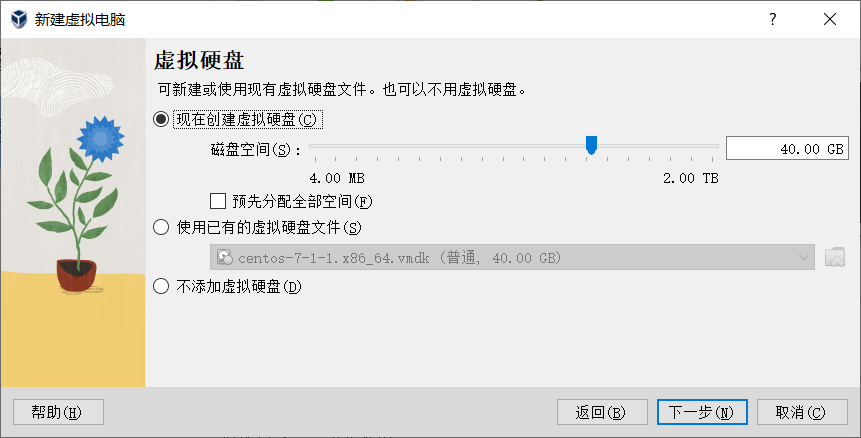 新建虚拟电脑
虚拟硬盘
可新建或使用现有虚拟硬盘文件。也可以不用虚拟硬盘。
现在创建虚拟硬盘(C)
磁盘空间(S)：
40.00 GB
4.00 MB 2.00 TB
预先分配全部空间(F)
使用已有的虚拟硬盘文件(S)
centos-7-1-1.x86_64.vmdk (普通, 40.00 GB)
不添加虚拟硬盘(D)
帮助(H) 返回(B) 下一步(N) 取消(C)